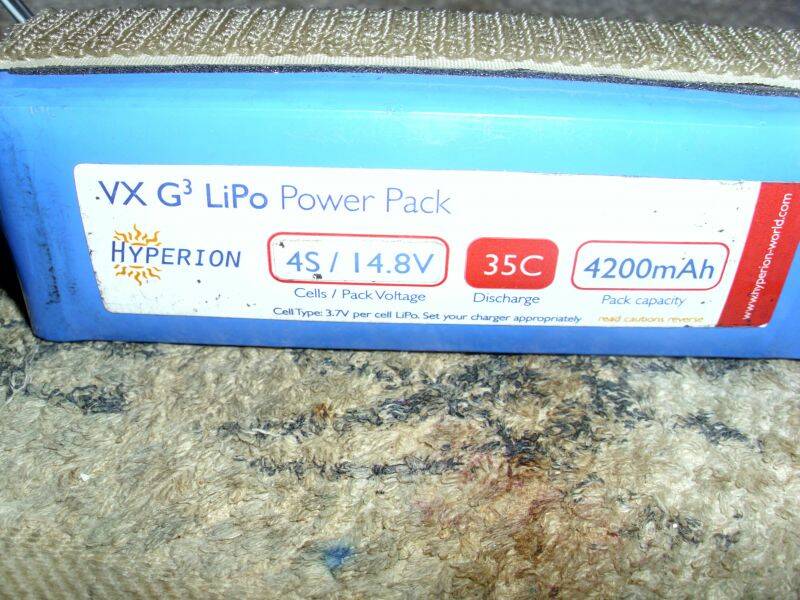 VX G³ LiPo Power Pack
HYPERION
4S / 14.8V
Cells / Pack Voltage
35C
Discharge
4200mAh
Pack capacity
Cell Type: 3.7V per cell LiPo. Set your charger appropriately
read cautions reverse
www.hyperion-world.com